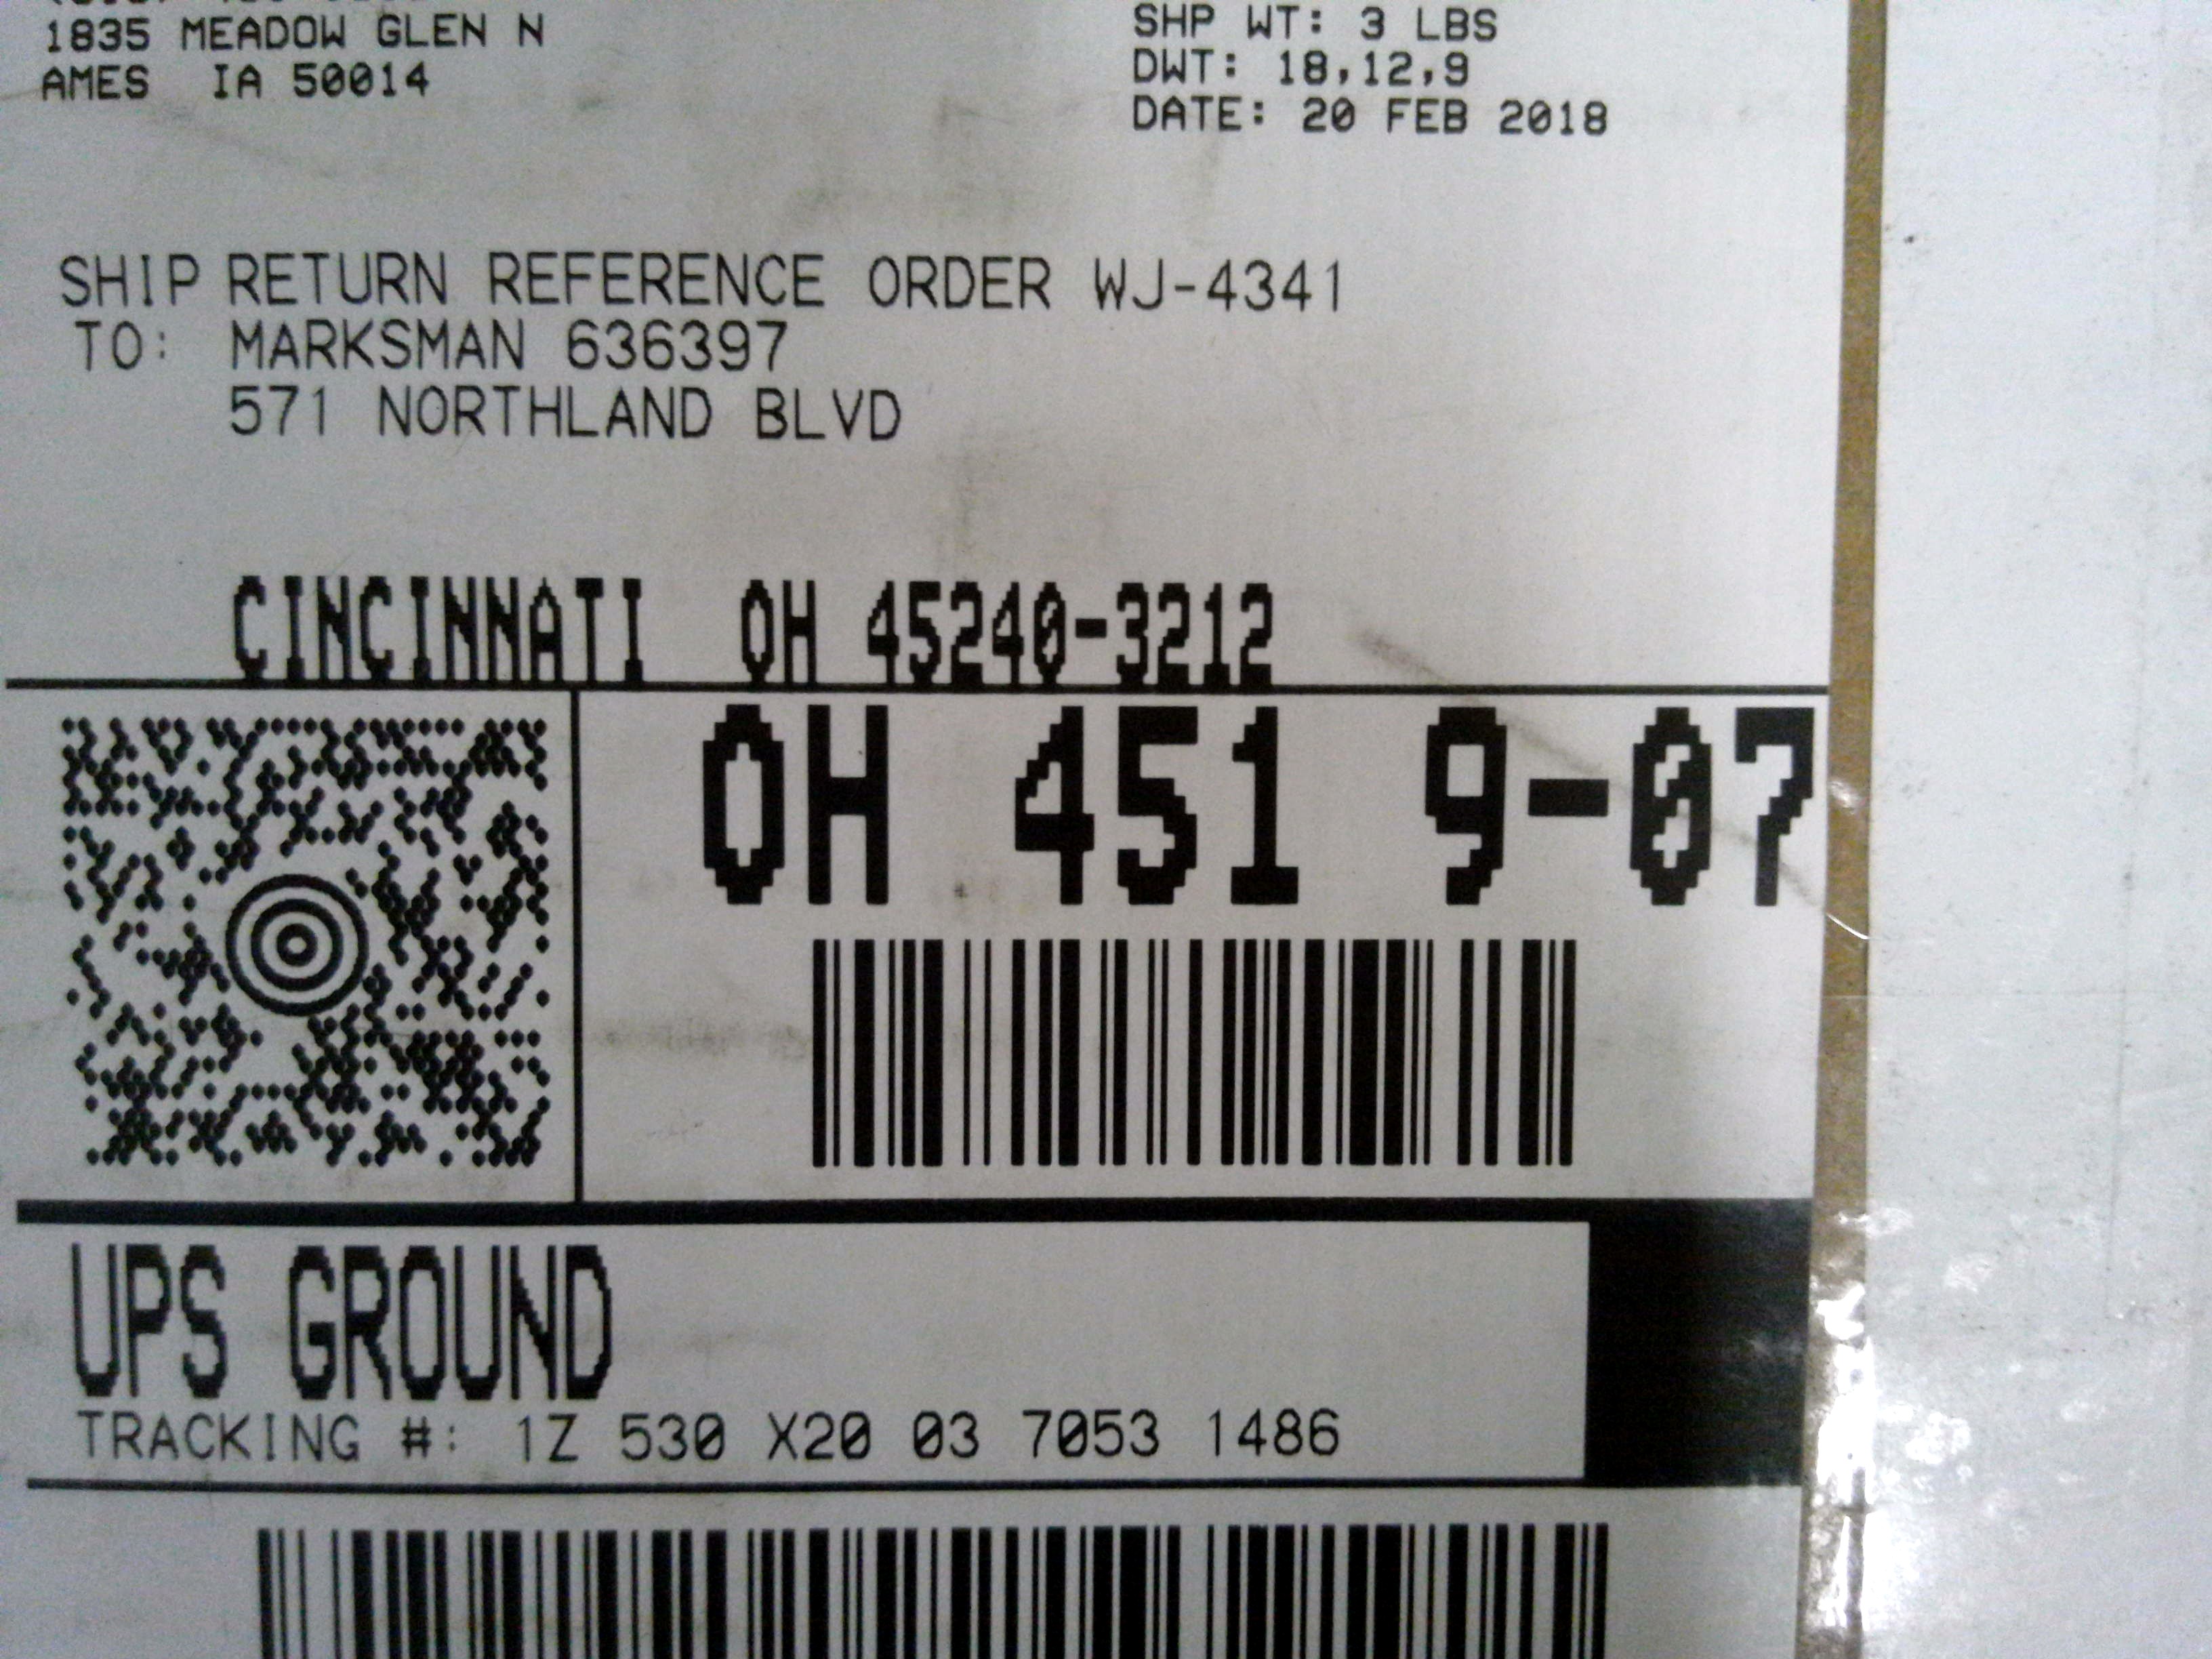 1835 MEADOW GLEN N
AMES IA 50014
SHP WT: 3 LBS
DWT: 18,12,9
DATE: 20 FEB 2018
SHIP RETURN REFERENCE ORDER WJ-4341
TO: MARKSMAN 636397
571 NORTHLAND BLVD
CINCINNATI OH 45240-3212
OH 451 9-07
UPS GROUND
TRACKING #: 1Z 530 X20 03 7053 1486